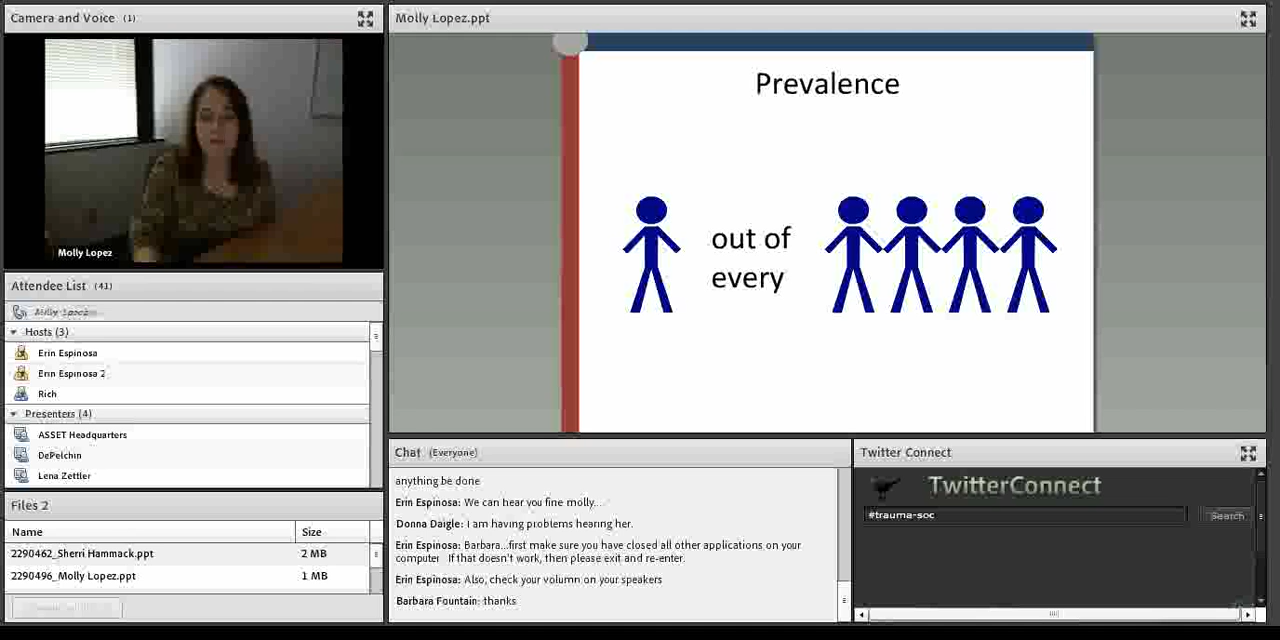 Camera and Voice (1)
Molly Lopez
Attendee List (41)
Hosts (3)
Erin Espinosa
Erin Espinosa 2
Rich
Presenters (4)
ASSET Headquarters
DePelchin
Lena Zettler
Files 2
Name Size
2290462_Sherri Hammack.ppt 2 MB
2290496_Molly Lopez.ppt 1 MB
Molly Lopez.ppt
Prevalence
out of
every
Chat (Everyone)
anything be done
Erin Espinosa: We can hear you fine molly...
Donna Daigle: I am having problems hearing her.
Erin Espinosa: Barbara...first make sure you have closed all other applications on your
computer If that doesn't work, then please exit and re-enter.
Erin Espinosa: Also, check your volumn on your speakers
Barbara Fountain: thanks
Twitter Connect
TwitterConnect
#trauma-soc Search